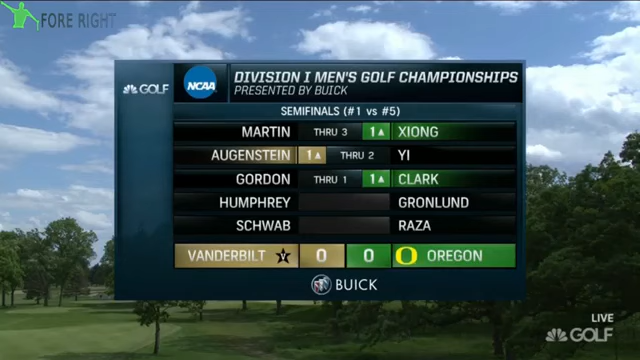 FORE RIGHT
GOLF
NCAA
DIVISION I MEN'S GOLF CHAMPIONSHIPS
PRESENTED BY BUICK
SEMIFINALS (#1 vs #5)
MARTIN THRU 3 1▲ XIONG
AUGENSTEIN 1▲ THRU 2 YI
GORDON THRU 1 1▲ CLARK
HUMPHREY GRONLUND
SCHWAB RAZA
VANDERBILT V 0 0 O OREGON
BUICK
LIVE
GOLF